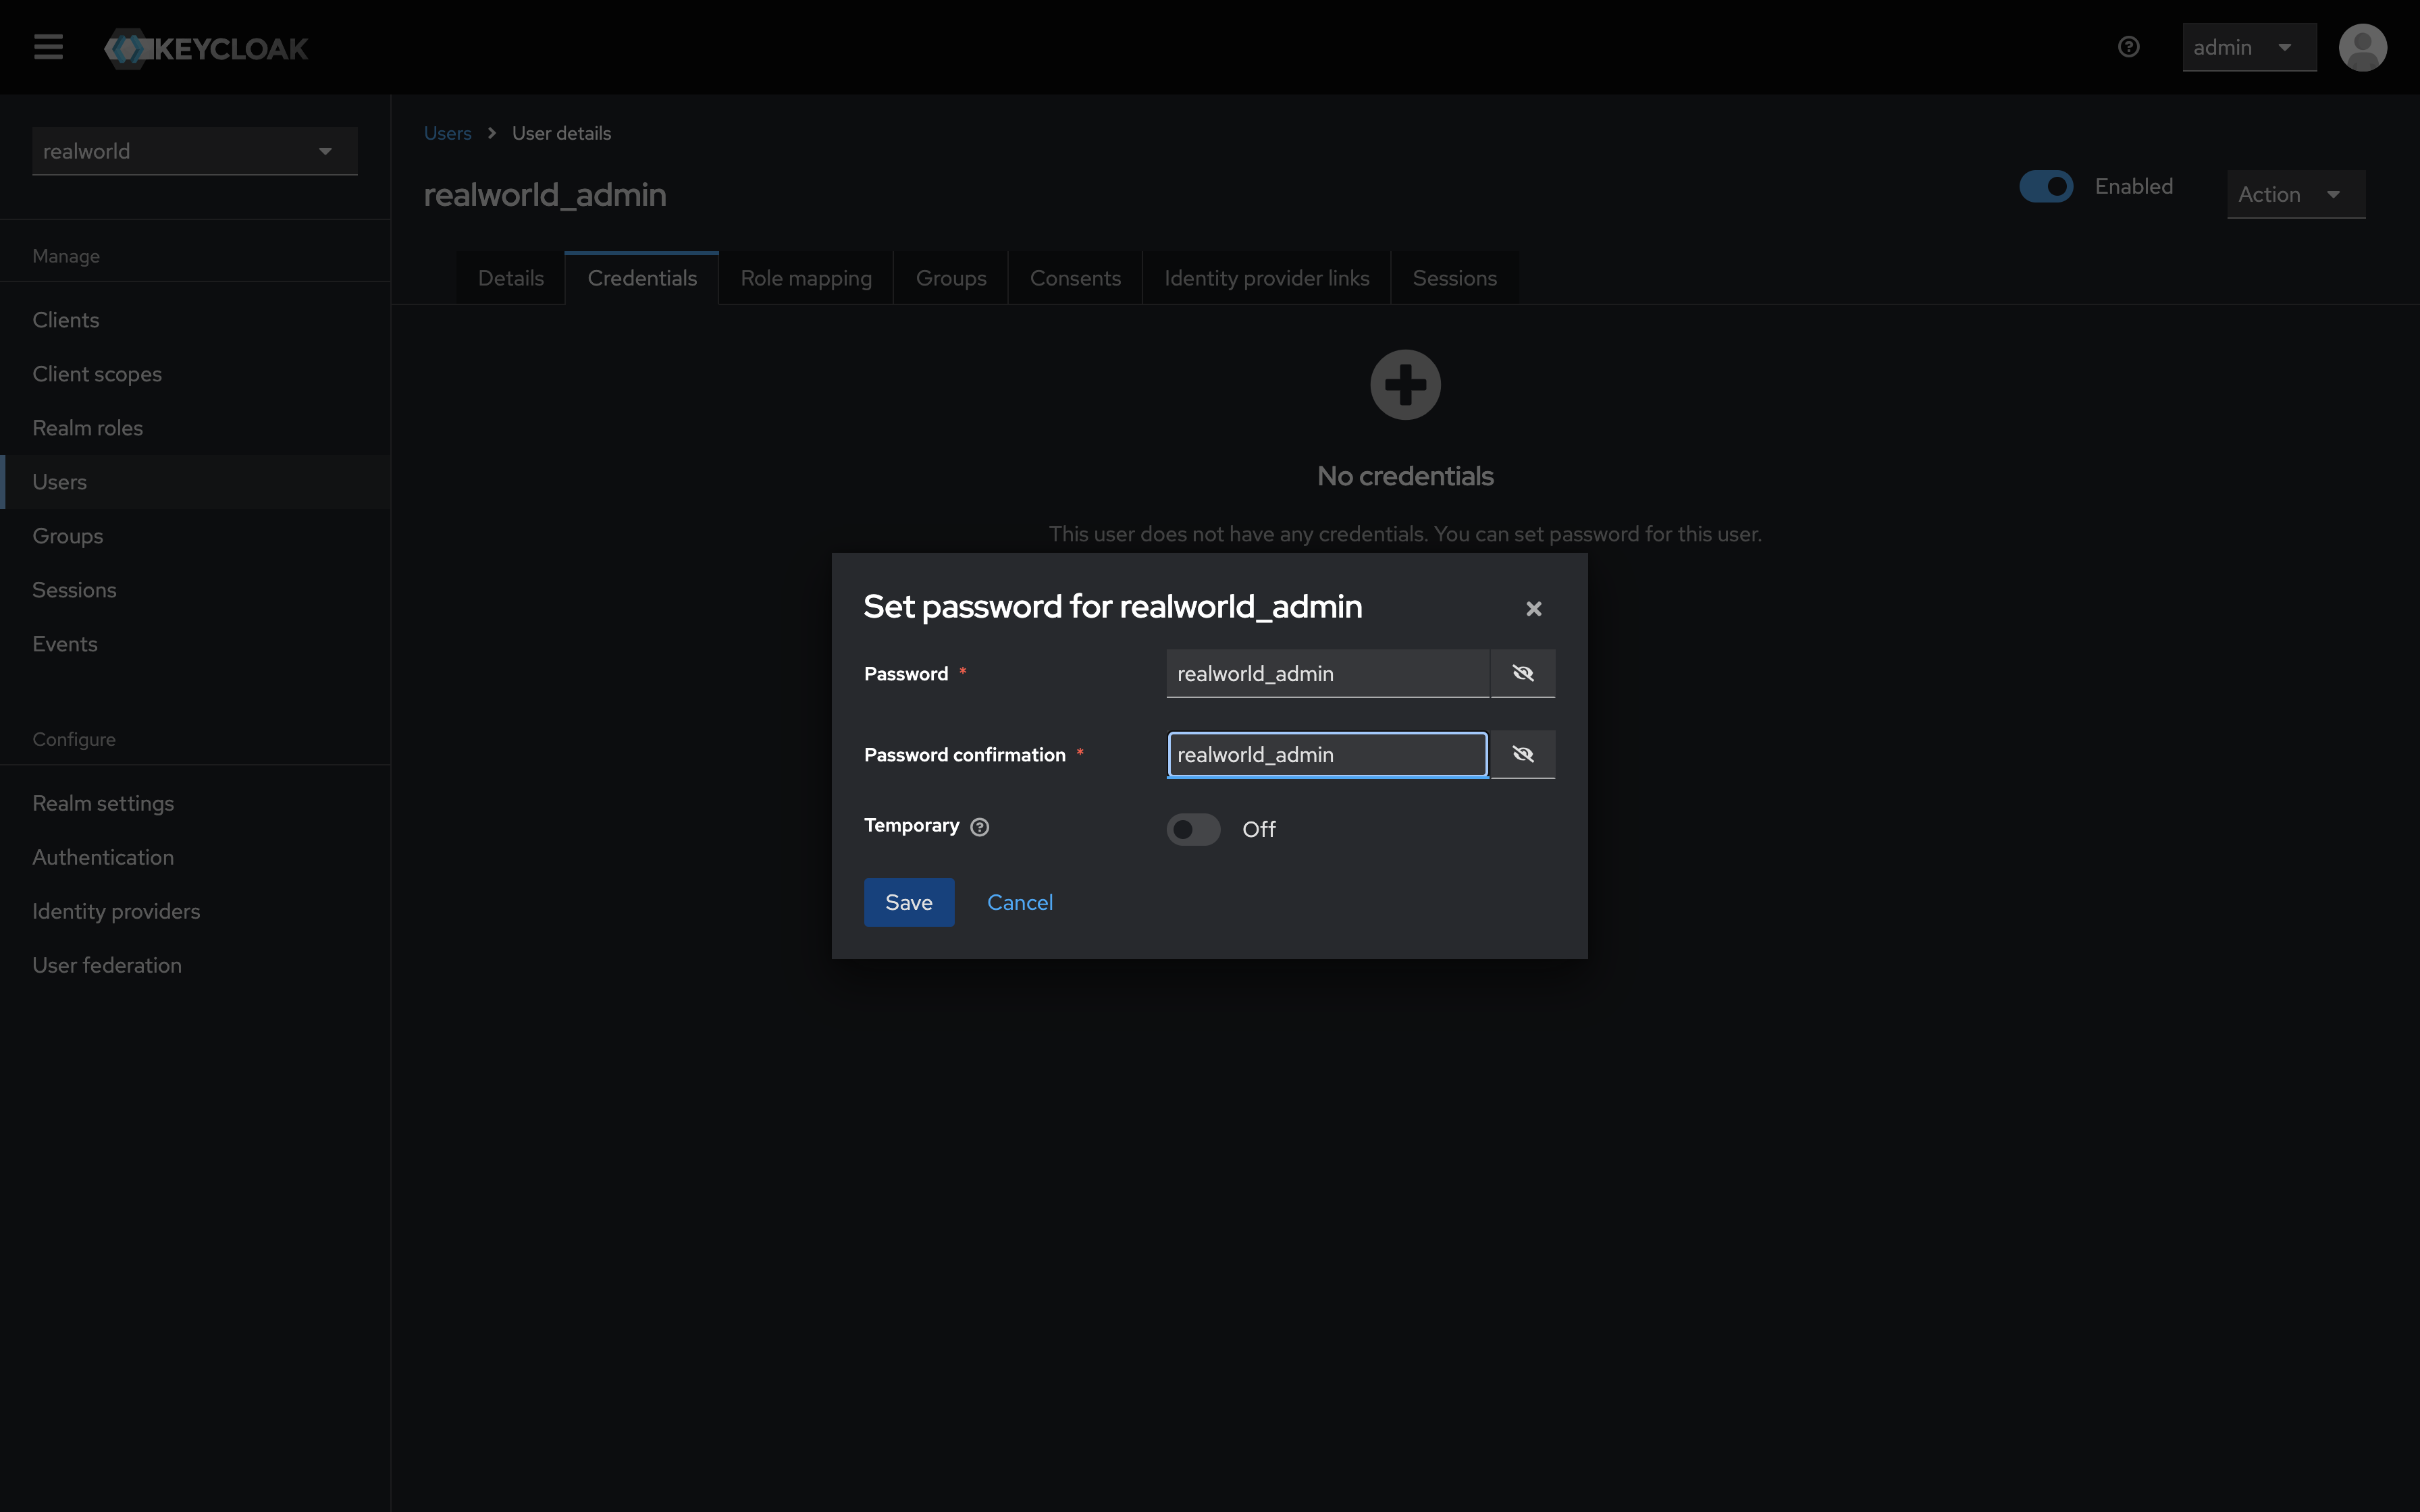 KEYCLOAK
admin
realworld
Manage
Clients
Client scopes
Realm roles
Users
Groups
Sessions
Events
Configure
Realm settings
Authentication
Identity providers
User federation
Users > User details
realworld_admin
Enabled
Action
Details Credentials Role mapping Groups Consents Identity provider links Sessions
No credentials
This user does not have any credentials. You can set password for this user.
Set password for realworld_admin
Password * realworld_admin
Password confirmation * realworld_admin
Temporary Off
Save Cancel